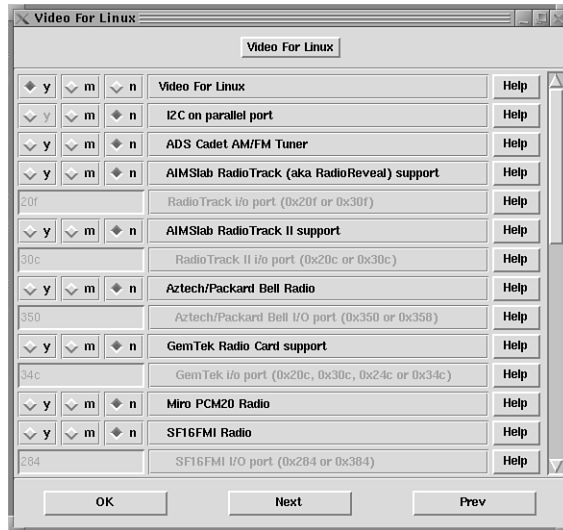 Video For Linux
Video For Linux
y m n Video For Linux Help
y m n I2C on parallel port Help
y m n ADS Cadet AM/FM Tuner Help
y m n AIMSlab RadioTrack (aka RadioReveal) support Help
20f RadioTrack i/o port (0x20f or 0x30f) Help
y m n AIMSlab RadioTrack II support Help
30c RadioTrack II i/o port (0x20c or 0x30c) Help
y m n Aztech/Packard Bell Radio Help
350 Aztech/Packard Bell I/O port (0x350 or 0x358) Help
y m n GemTek Radio Card support Help
34c GemTek i/o port (0x20c, 0x30c, 0x24c or 0x34c) Help
y m n Miro PCM20 Radio Help
y m n SF16FMI Radio Help
284 SF16FMI I/O port (0x284 or 0x384) Help
OK Next Prev